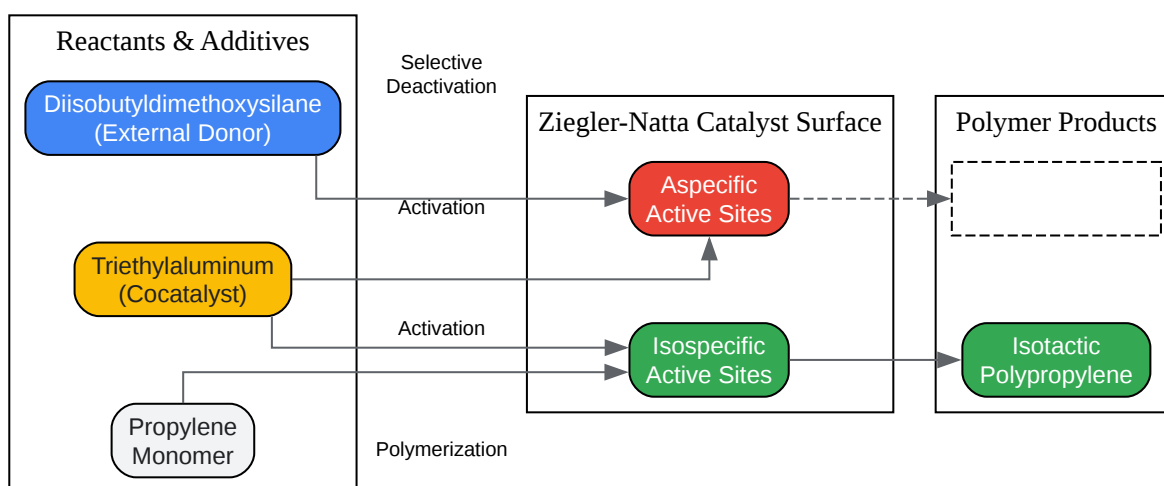 Reactants & Additives
Diisobutyldimethoxysilane
(External Donor)
Triethylaluminum
(Cocatalyst)
Propylene
Monomer
Selective
Deactivation
Activation
Activation
Polymerization
Ziegler-Natta Catalyst Surface
Aspecific
Active Sites
Isospecific
Active Sites
Polymer Products
Isotactic
Polypropylene